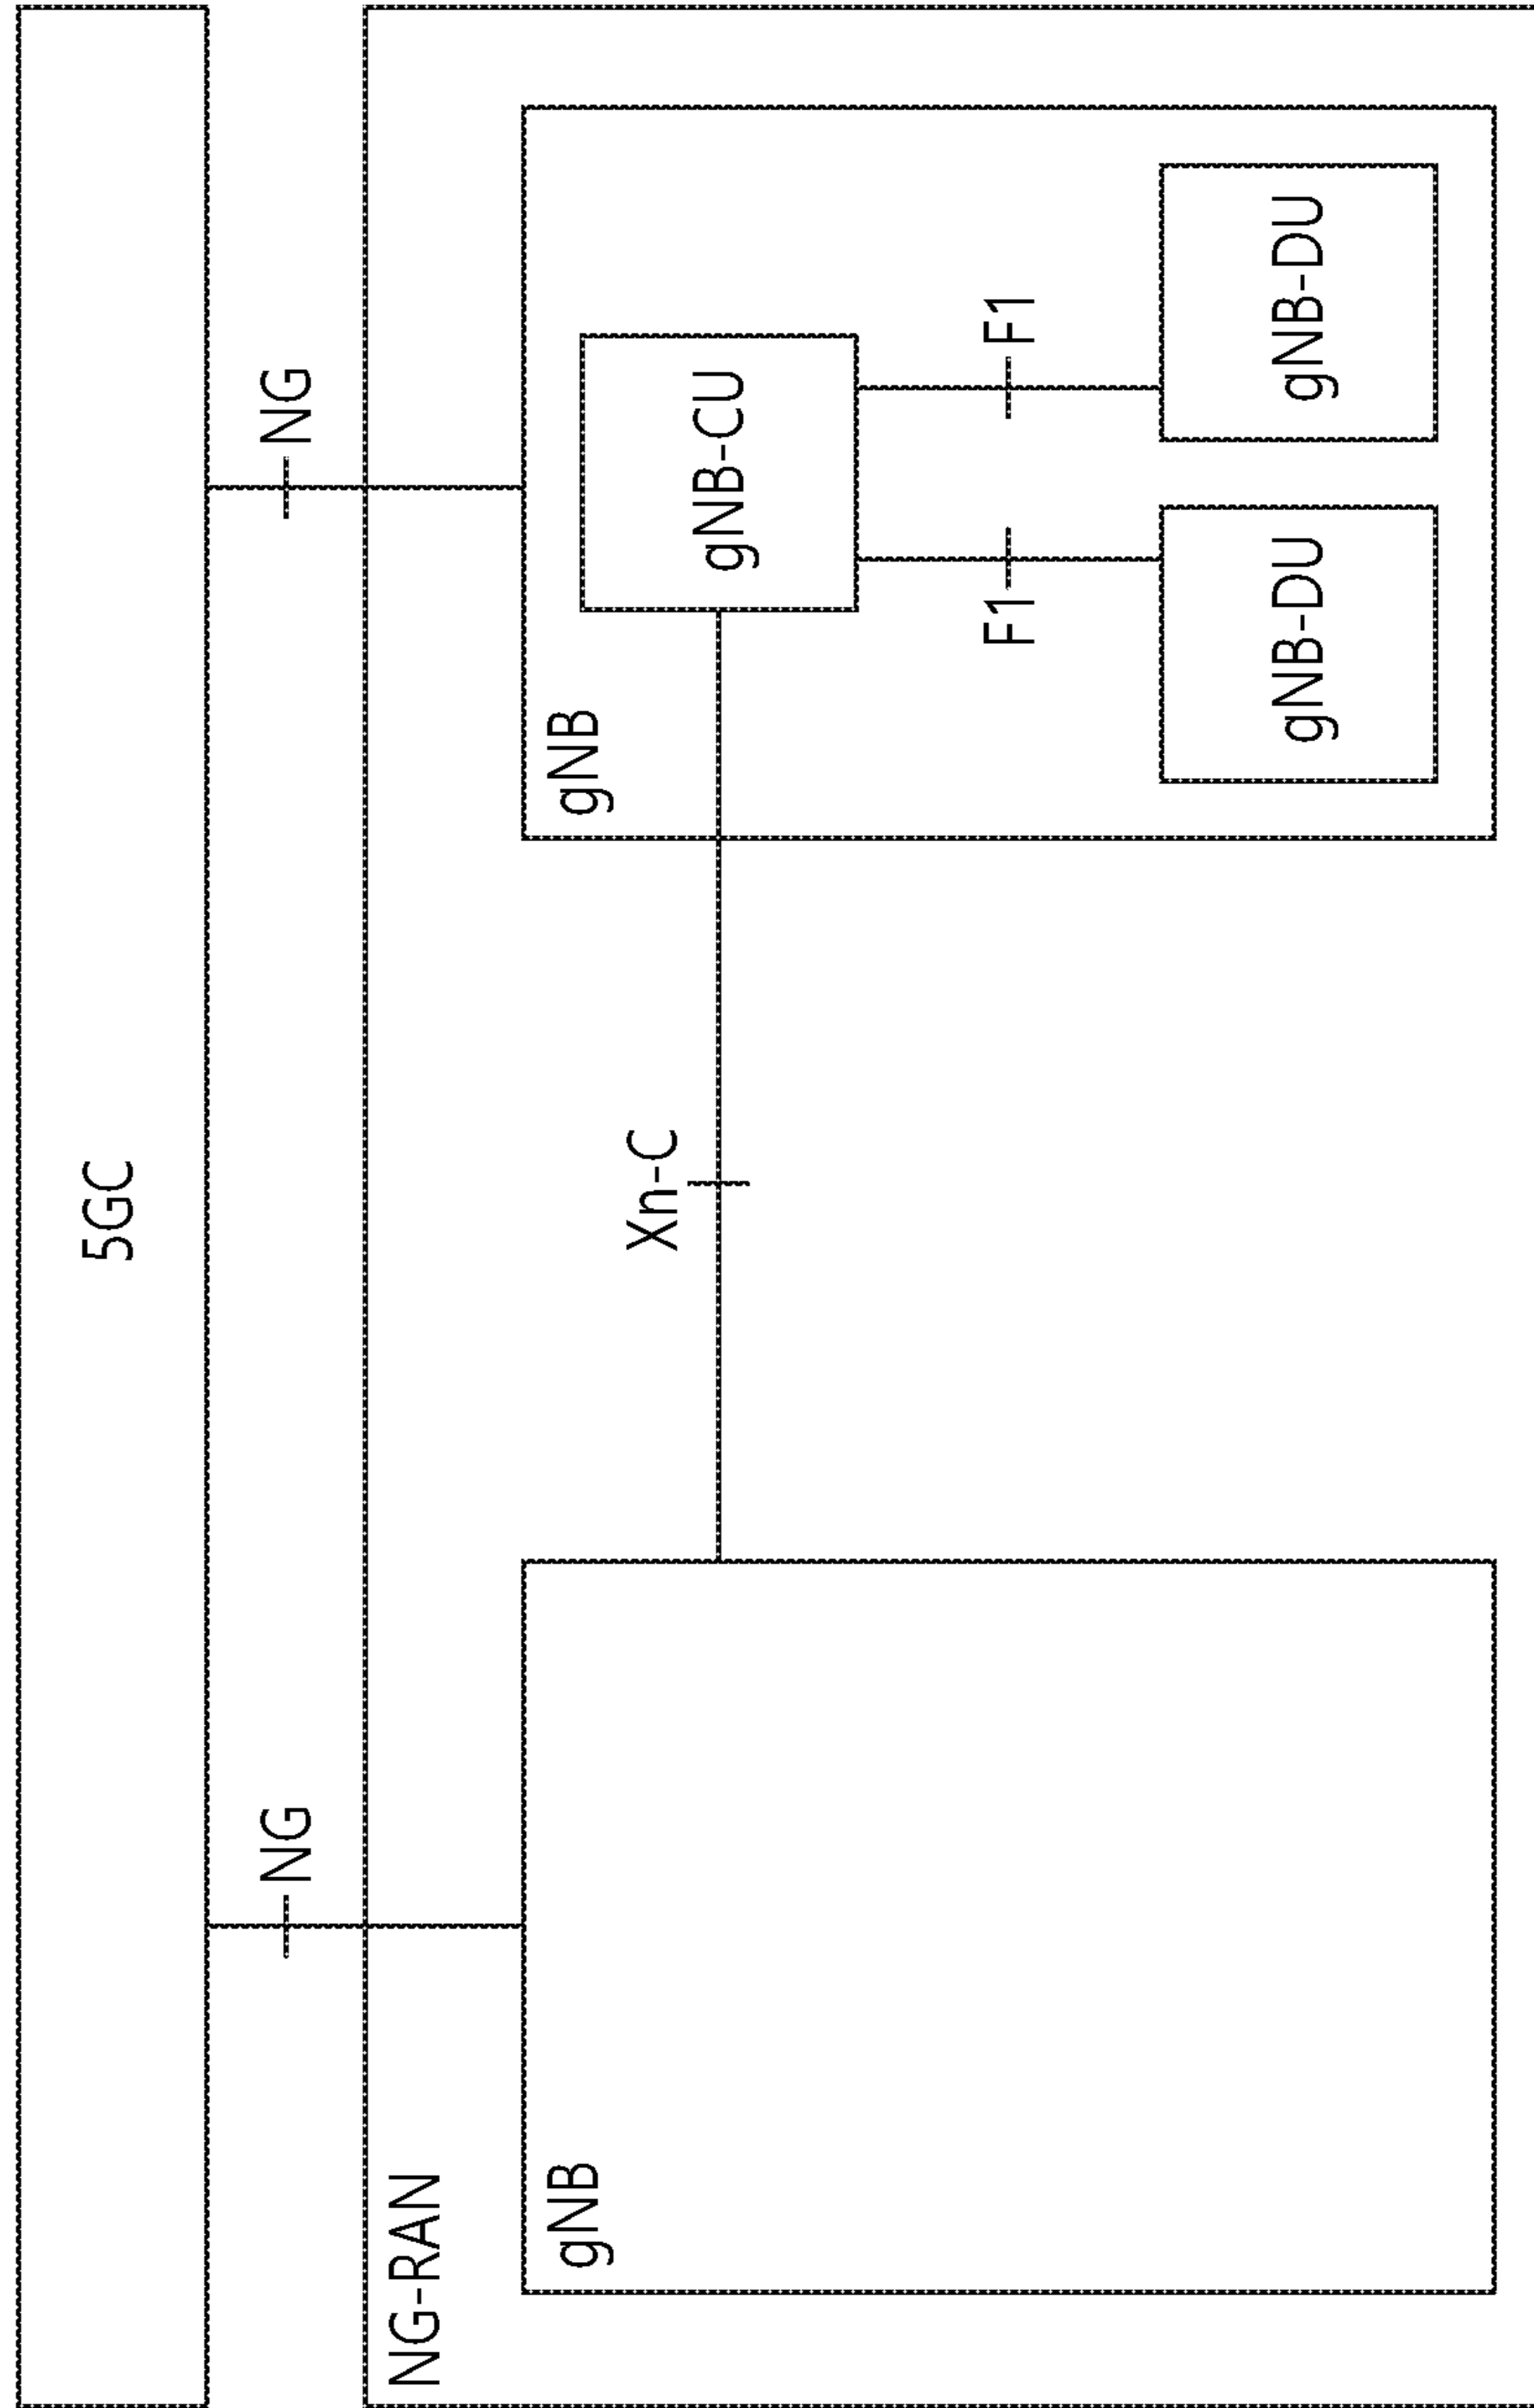 5GC
NG
NG
NG-RAN
gNB
gNB
Xn-C
gNB-CU
F1
F1
gNB-DU
gNB-DU